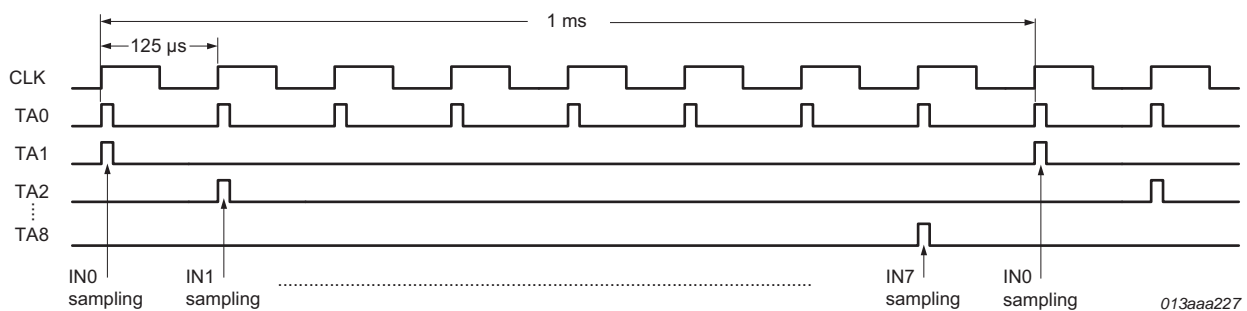 1 ms
125 μs
CLK
TA0
TA1
TA2
TA8
IN0
sampling
IN1
sampling
IN7
sampling
IN0
sampling
013aaa227